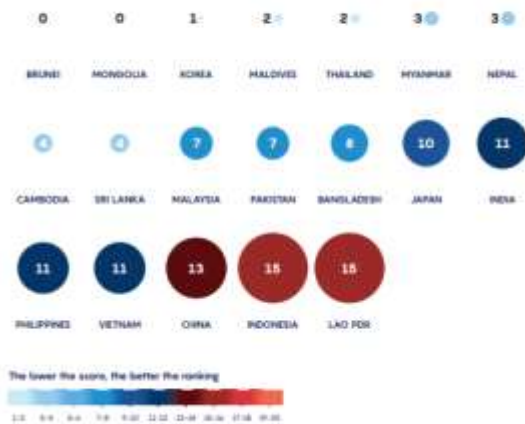 0 0 1 2 2 3 3
BRUNEI MONGOLIA KOREA MALDIVES THAILAND MYANMAR NEPAL
4 4 7 7 8 10 11
CAMBODIA SRI LANKA MALAYSIA PAKISTAN BANGLADESH JAPAN INDIA
11 11 13 15 15
PHILIPPINES VIETNAM CHINA INDONESIA LAO PDR
The lower the score, the better the ranking